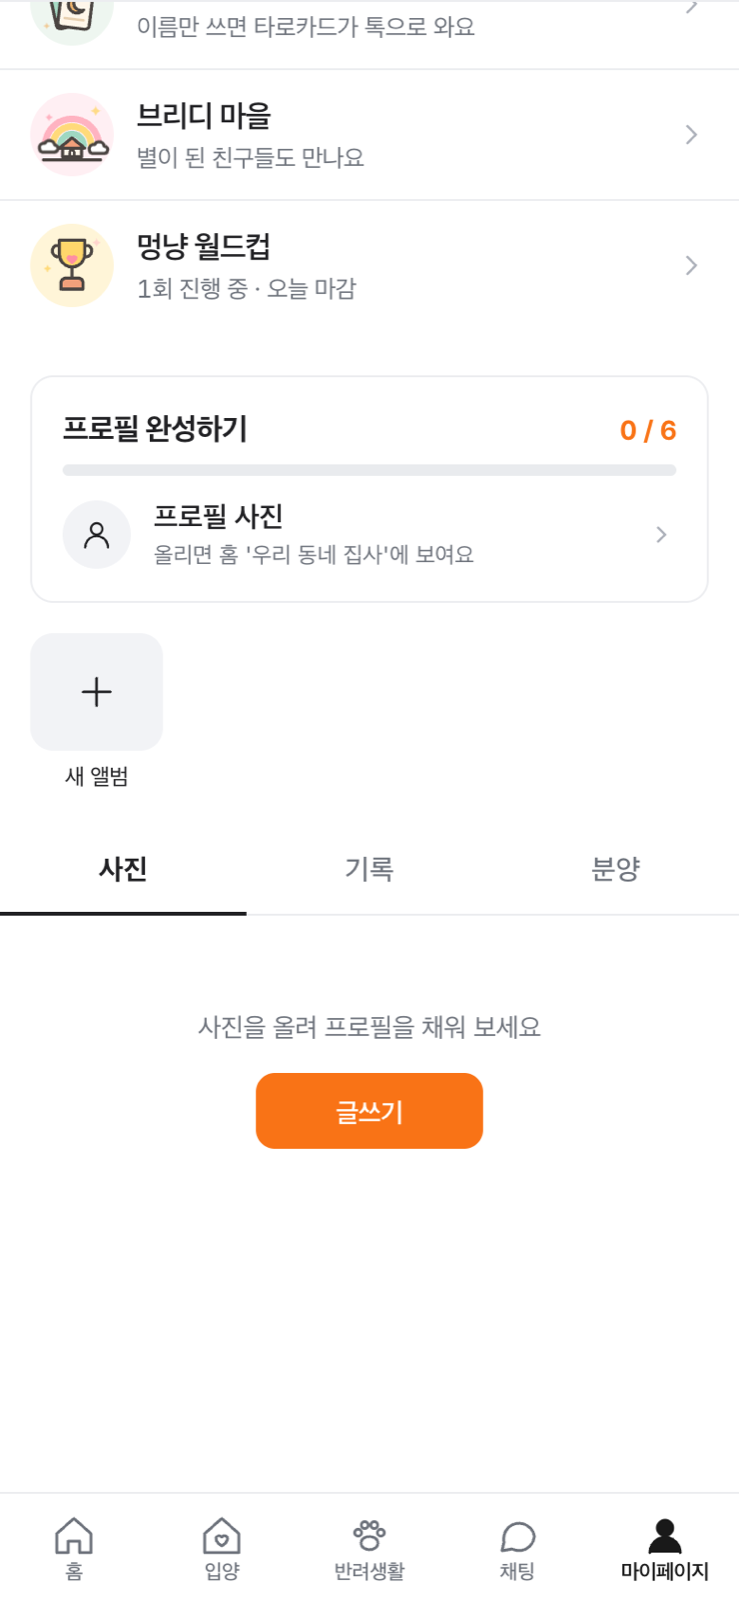 이름만 쓰면 타로카드가 톡으로 와요
브리디 마을
별이 된 친구들도 만나요
멍냥 월드컵
1회 진행 중 · 오늘 마감
프로필 완성하기
0 / 6
프로필 사진
올리면 홈 '우리 동네 집사'에 보여요
새 앨범
사진
기록
분양
사진을 올려 프로필을 채워 보세요
글쓰기
홈
입양
반려생활
채팅
마이페이지